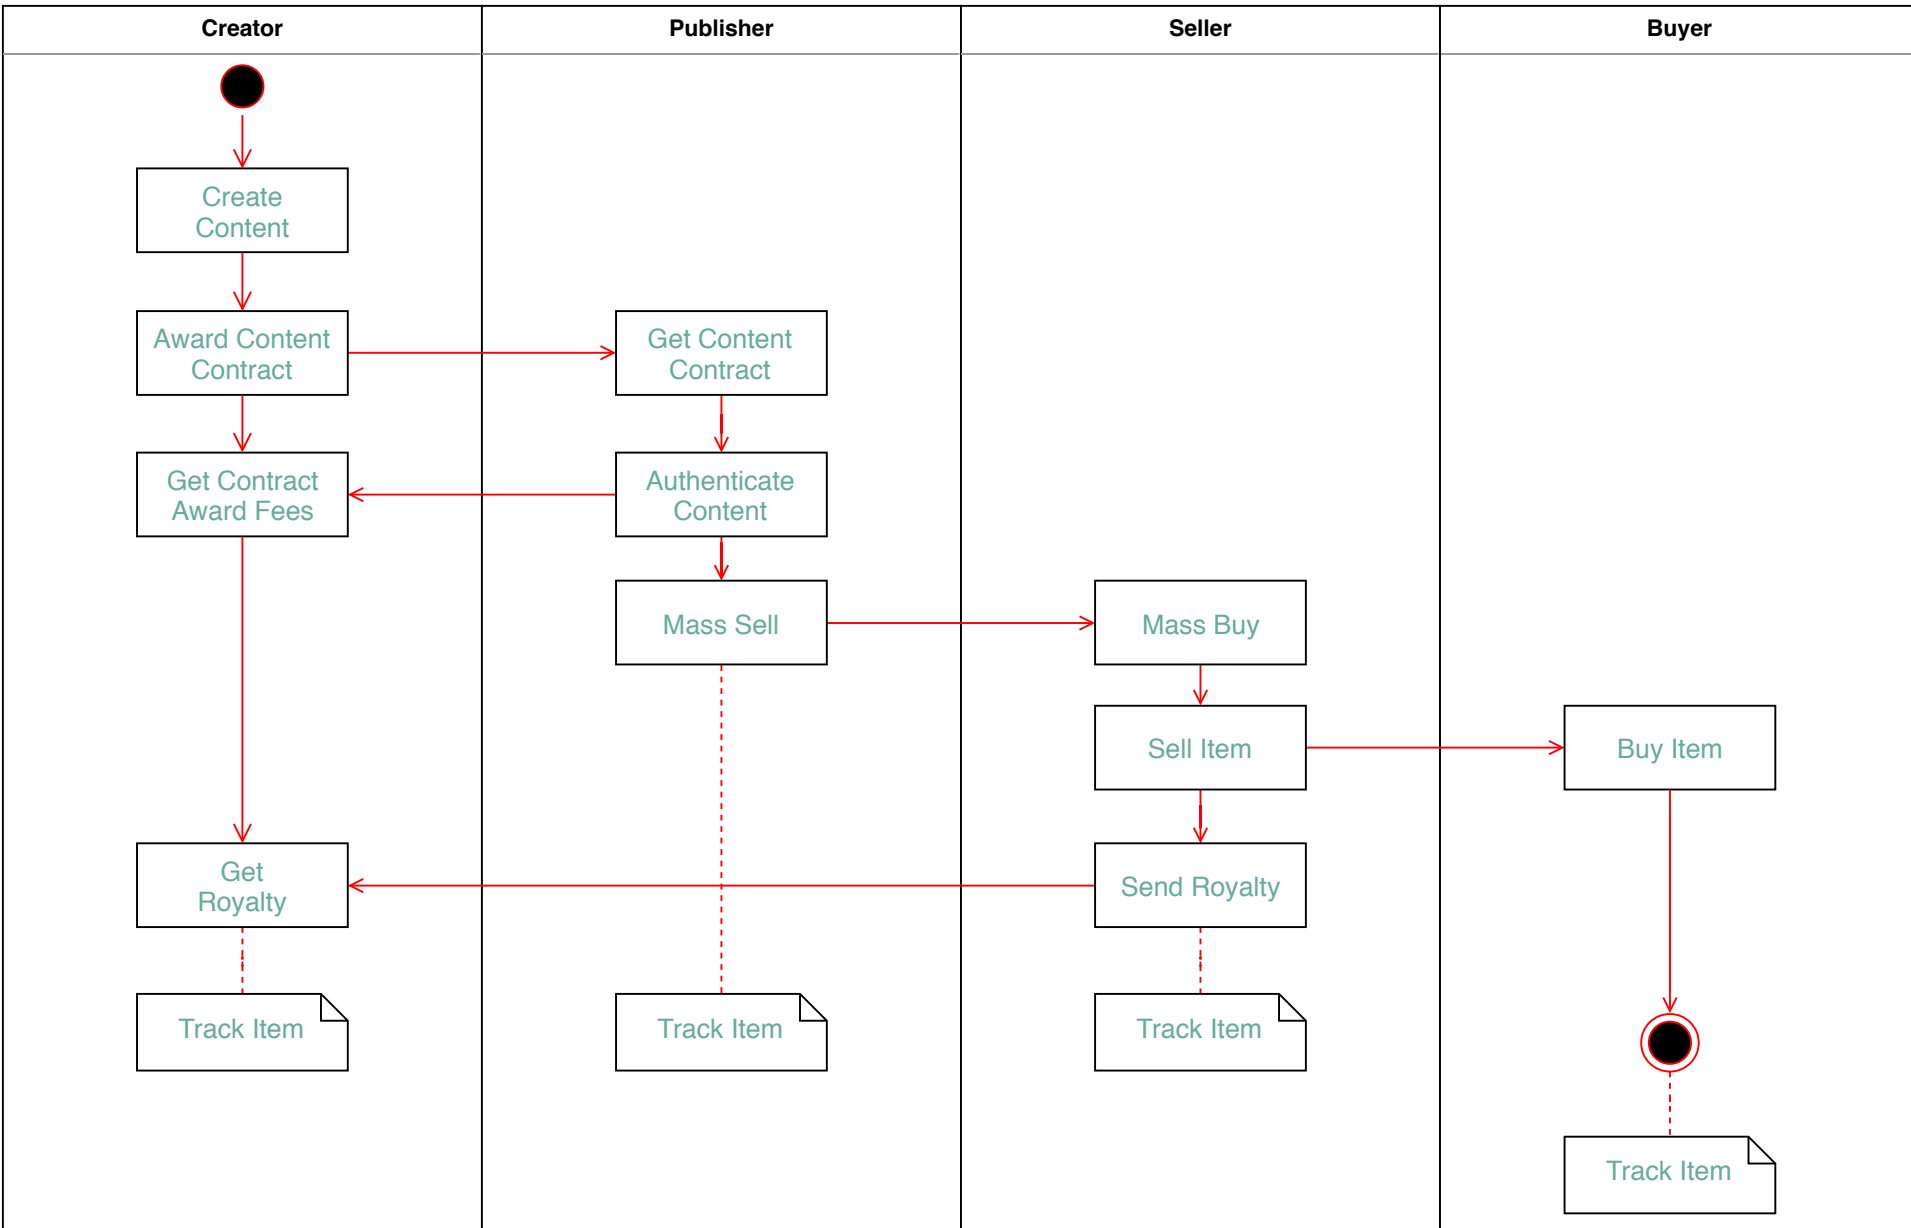 Creator
Publisher
Seller
Buyer
Create
Content
Award Content
Contract
Get Content
Contract
Get Contract
Award Fees
Authenticate
Content
Mass Sell
Mass Buy
Sell Item
Buy Item
Get
Royalty
Send Royalty
Track Item
Track Item
Track Item
Track Item